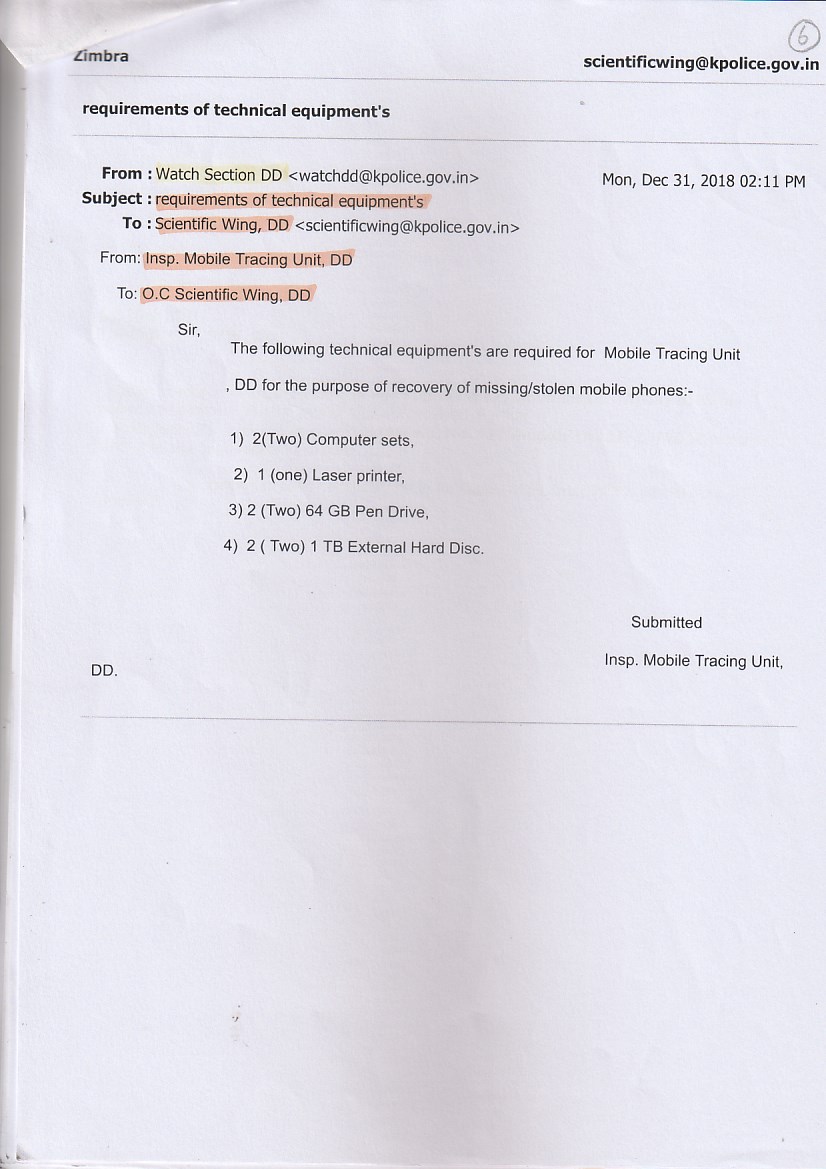 6
Zimbra
scientificwing@kpolice.gov.in
requirements of technical equipment's
From : Watch Section DD <watchdd@kpolice.gov.in>
Mon, Dec 31, 2018 02:11 PM
Subject : requirements of technical equipment's
To : Scientific Wing, DD <scientificwing@kpolice.gov.in>
From: Insp. Mobile Tracing Unit, DD
To: O.C Scientific Wing, DD
Sir,
The following technical equipment's are required for Mobile Tracing Unit
, DD for the purpose of recovery of missing/stolen mobile phones:-
1) 2(Two) Computer sets,
2) 1 (one) Laser printer,
3) 2 (Two) 64 GB Pen Drive,
4) 2 ( Two) 1 TB External Hard Disc.
Submitted
Insp. Mobile Tracing Unit,
DD.